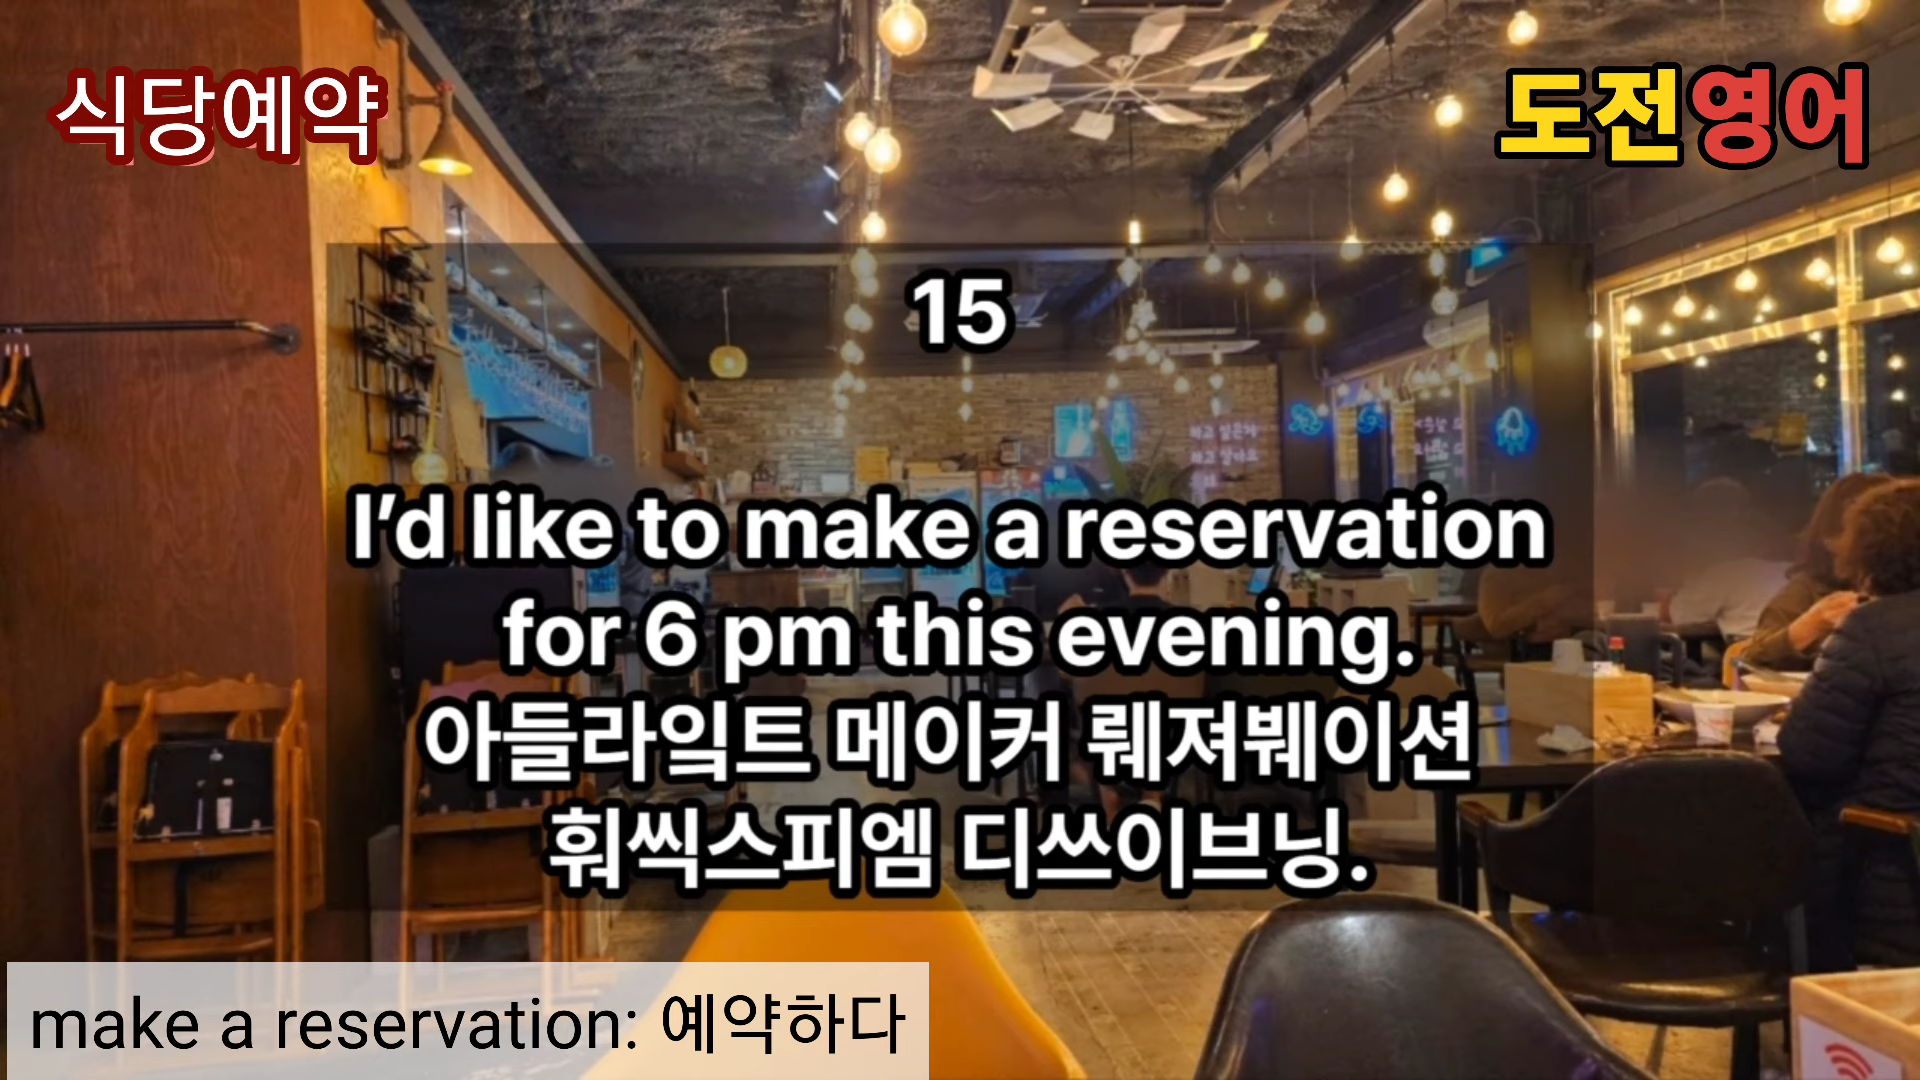 식당예약
도전영어
15
I'd like to make a reservation
for 6 pm this evening.
아들라잌트 메이커 뤠져붸이션
훠씩스피엠 디쓰이브닝.
make a reservation: 예약하다